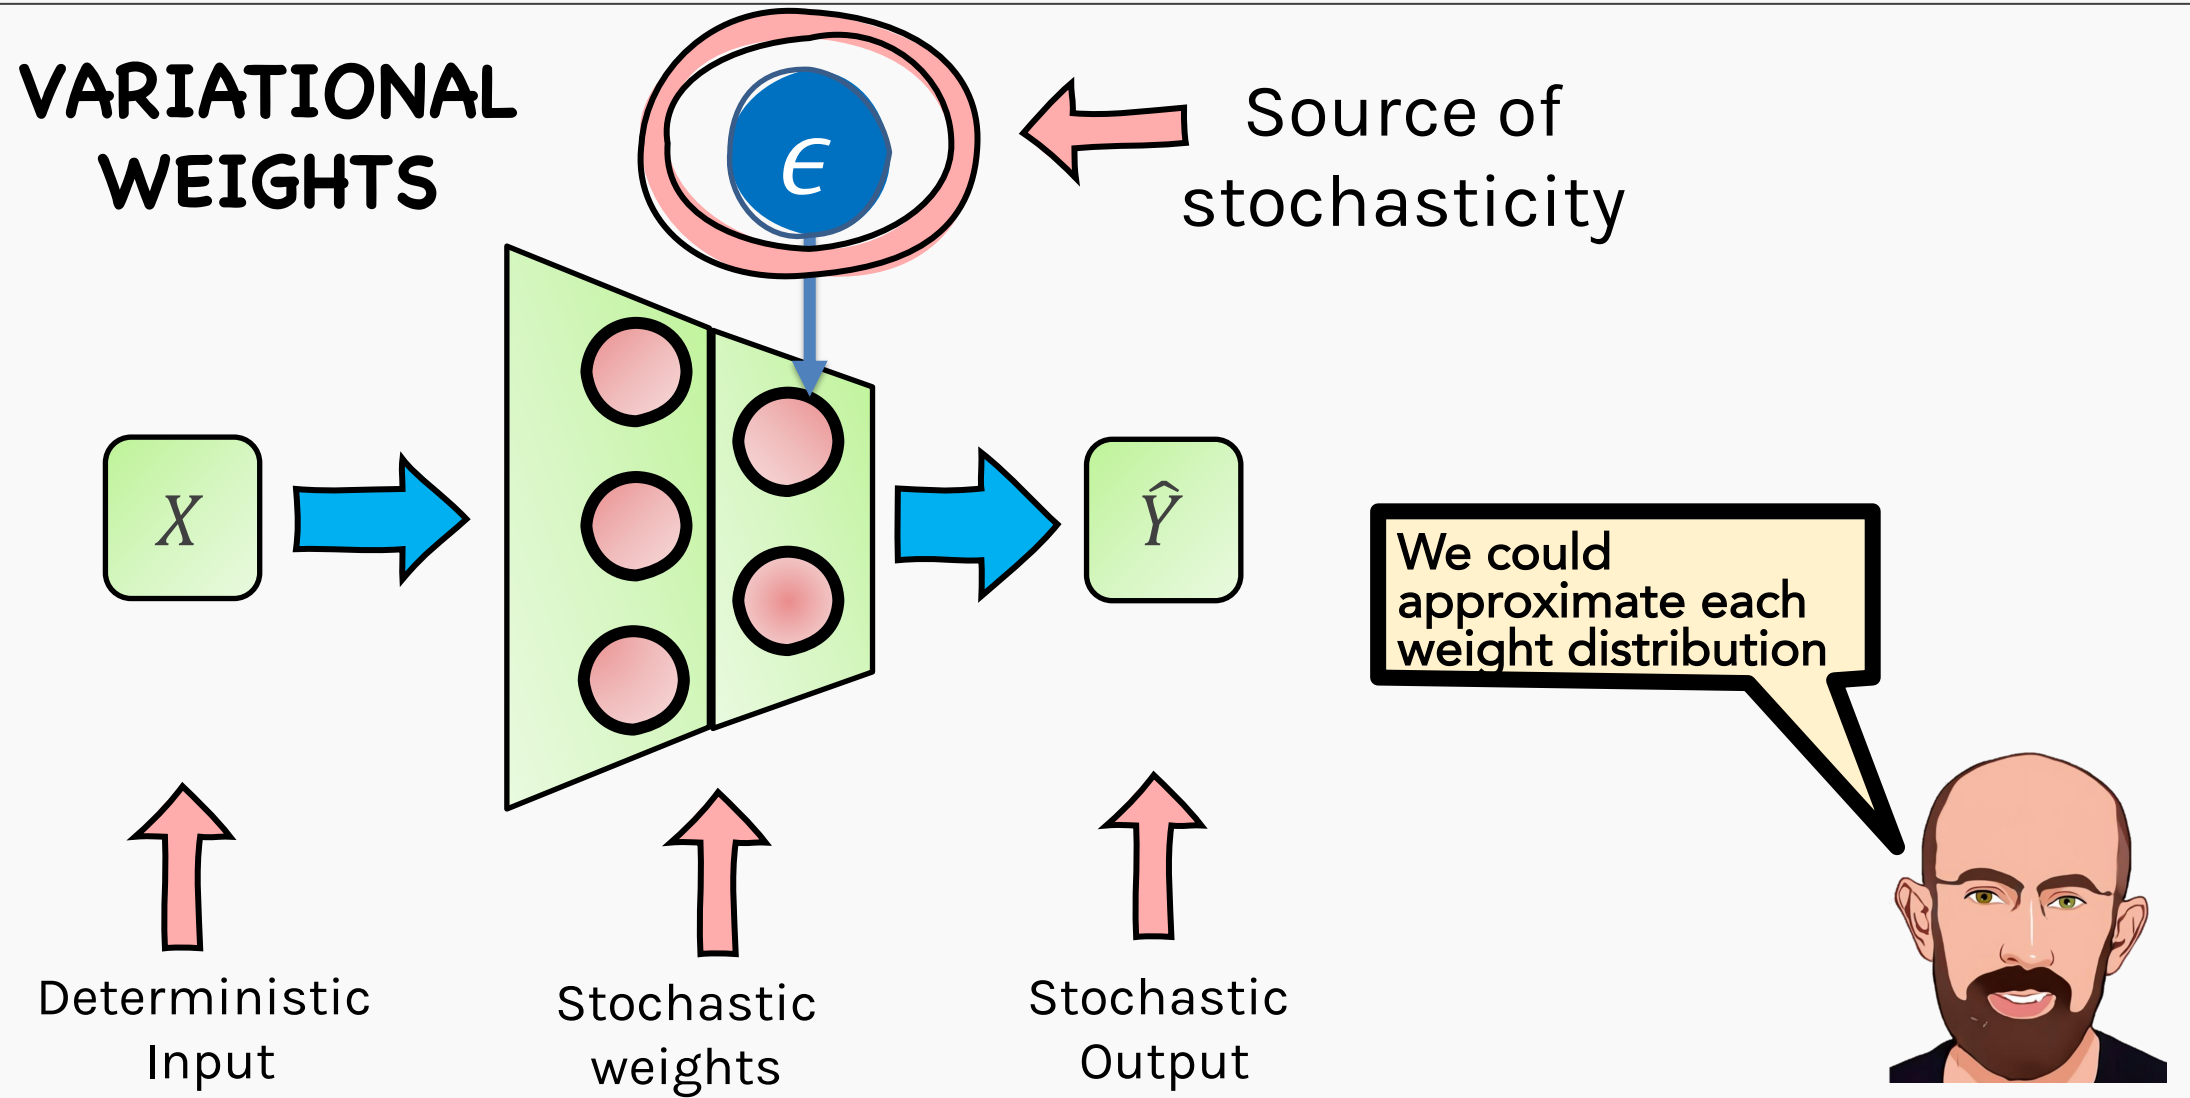 VARIATIONAL
WEIGHTS
ϵ
Source of
stochasticity
X
Ŷ
We could
approximate each
weight distribution
Deterministic
Input
Stochastic
weights
Stochastic
Output